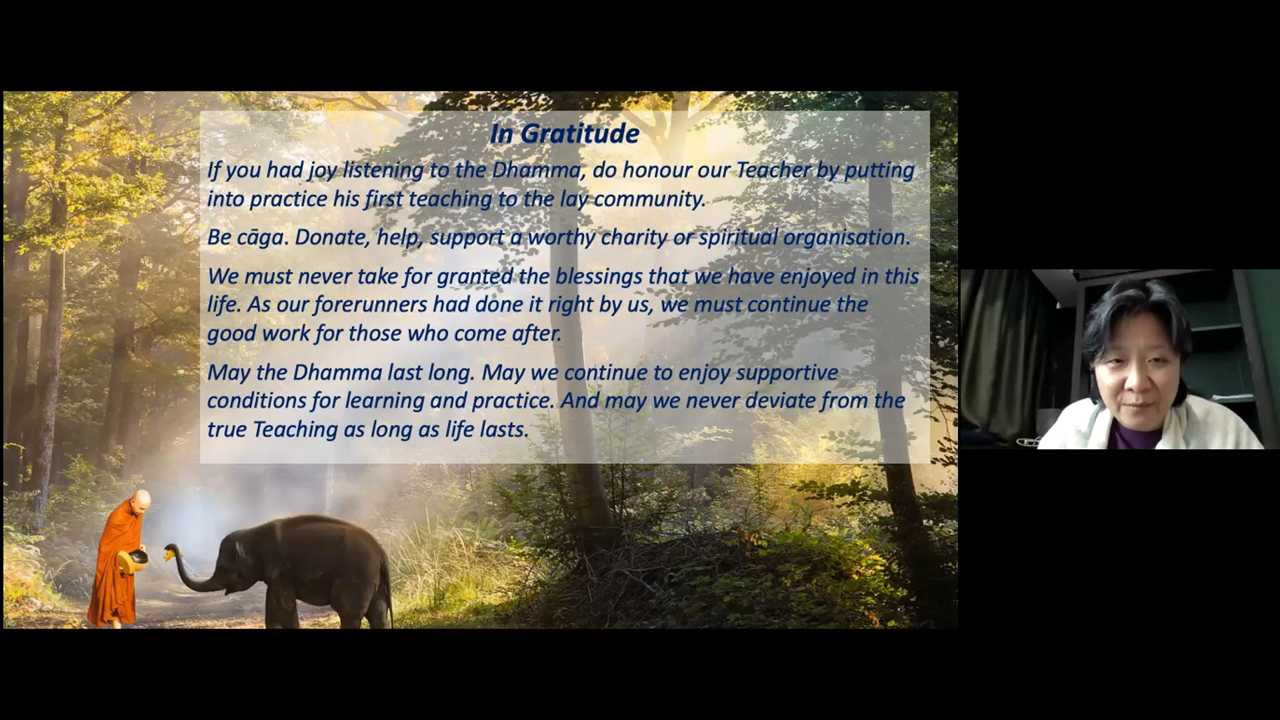 In Gratitude
If you had joy listening to the Dhamma, do honour our Teacher by putting
into practice his first teaching to the lay community.
Be cāga. Donate, help, support a worthy charity or spiritual organisation.
We must never take for granted the blessings that we have enjoyed in this
life. As our forerunners had done it right by us, we must continue the
good work for those who come after.
May the Dhamma last long. May we continue to enjoy supportive
conditions for learning and practice. And may we never deviate from the
true Teaching as long as life lasts.